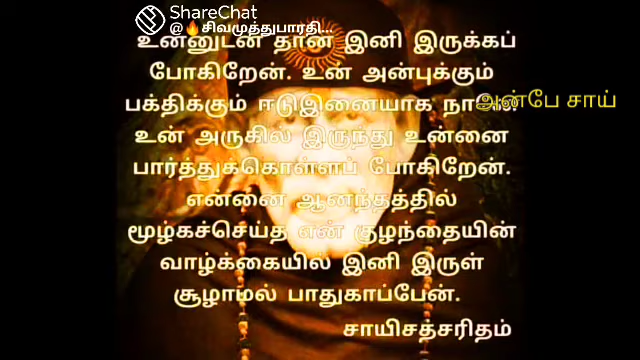 ShareChat
@🔥சிவமுத்துபாரதி...
உன்னுடன் தான் இனி இருக்கப்
போகிறேன். உன் அன்புக்கும்
பக்திக்கும் ஈடுஇணையாக
அன்பே சாய்
உன் அருகில் இருந்து உன்னை
பார்த்துக்கொள்ளப் போகிறேன்.
என்னை ஆனந்தத்தில்
மூழ்கச்செய்த என் குழந்தையின்
வாழ்க்கையில் இனி இருள்
சூழாமல் பாதுகாப்பேன்.
சாயிசத்சரிதம்